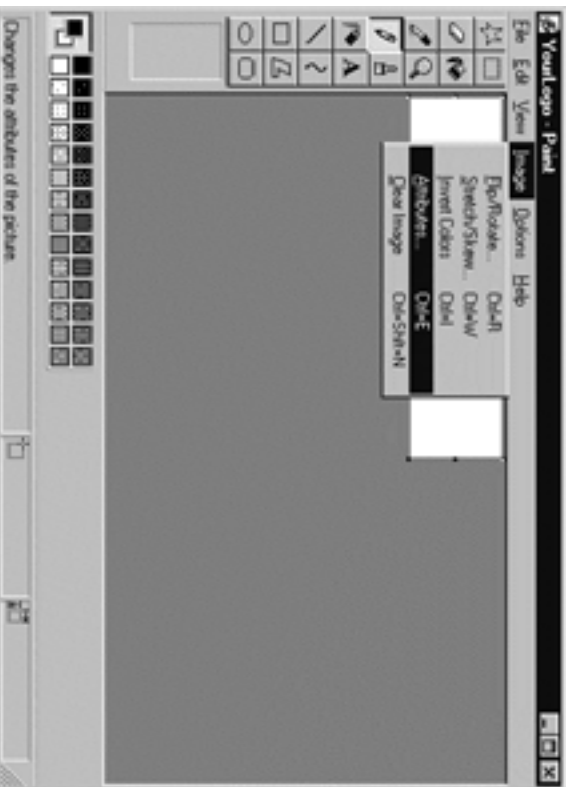 YourLogo - Paint
File Edit View Image Options Help
Flip/Rotate... Ctrl+R
Stretch/Skew... Ctrl+W
Invert Colors Ctrl+I
Attributes... Ctrl+E
Clear Image Ctrl+Shft+N
A
Changes the attributes of the picture.